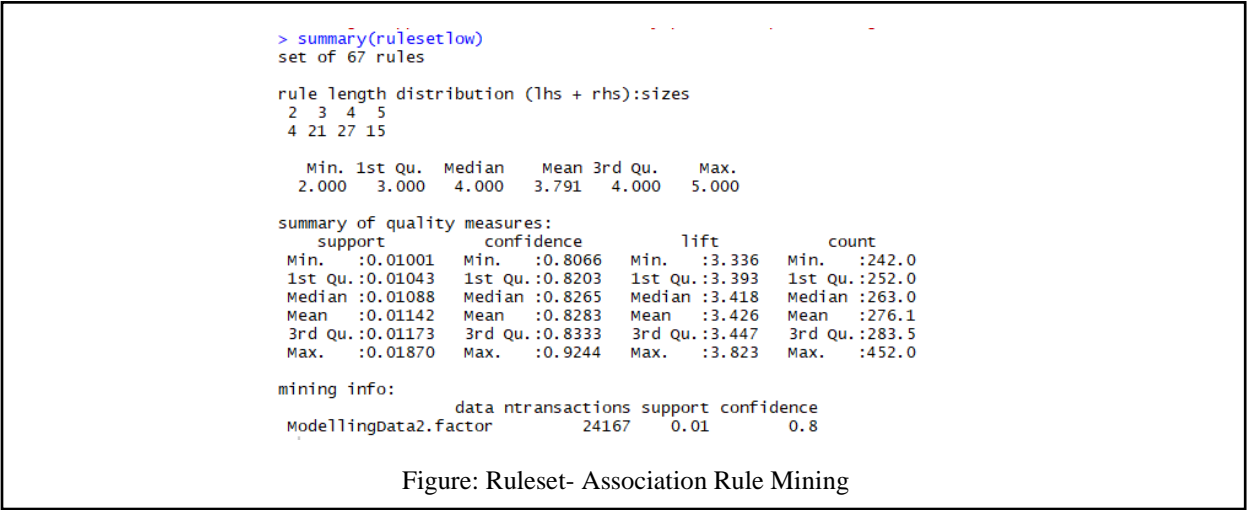 > summary(rulesetlow)
set of 67 rules
rule length distribution (lhs + rhs):sizes
2 3 4 5
4 21 27 15
Min. 1st Qu. Median Mean 3rd Qu. Max.
2.000 3.000 4.000 3.791 4.000 5.000
summary of quality measures:
support confidence lift count
Min. :0.01001 Min. :0.8066 Min. :3.336 Min. :242.0
1st Qu.:0.01043 1st Qu.:0.8203 1st Qu.:3.393 1st Qu.:252.0
Median :0.01088 Median :0.8265 Median :3.418 Median :263.0
Mean :0.01142 Mean :0.8283 Mean :3.426 Mean :276.1
3rd Qu.:0.01173 3rd Qu.:0.8333 3rd Qu.:3.447 3rd Qu.:283.5
Max. :0.01870 Max. :0.9244 Max. :3.823 Max. :452.0
mining info:
data ntransactions support confidence
ModellingData2.factor 24167 0.01 0.8
Figure: Ruleset- Association Rule Mining